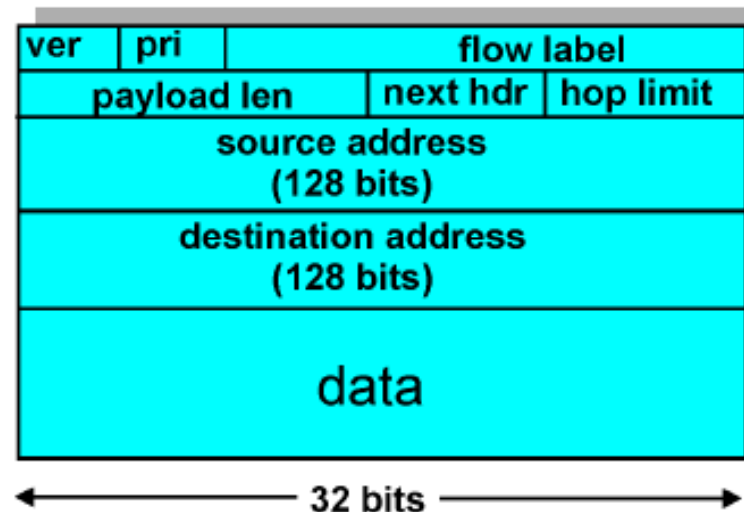 ver pri flow label
payload len next hdr hop limit
source address
(128 bits)
destination address
(128 bits)
data
32 bits